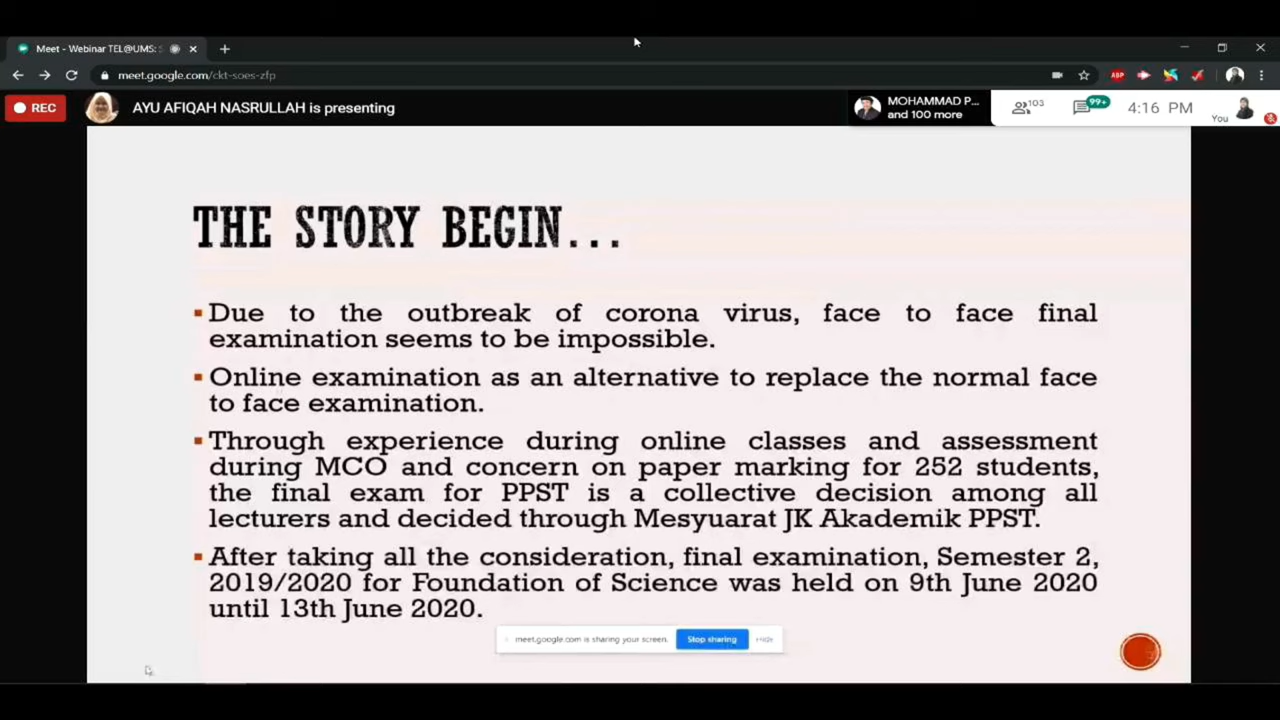 Meet - Webinar TEL@UMS: S
meet.google.com/ckt-soes-zfp
ABP
REC
AYU AFIQAH NASRULLAH is presenting
MOHAMMAD P...
and 100 more
103
99+
4:16 PM
You
THE STORY BEGIN...
Due to the outbreak of corona virus, face to face final
examination seems to be impossible.
Online examination as an alternative to replace the normal face
to face examination.
Through experience during online classes and assessment
during MCO and concern on paper marking for 252 students,
the final exam for PPST is a collective decision among all
lecturers and decided through Mesyuarat JK Akademik PPST.
After taking all the consideration, final examination, Semester 2,
2019/2020 for Foundation of Science was held on 9th June 2020
until 13th June 2020.
meet.google.com is sharing your screen.
Stop sharing
Hide